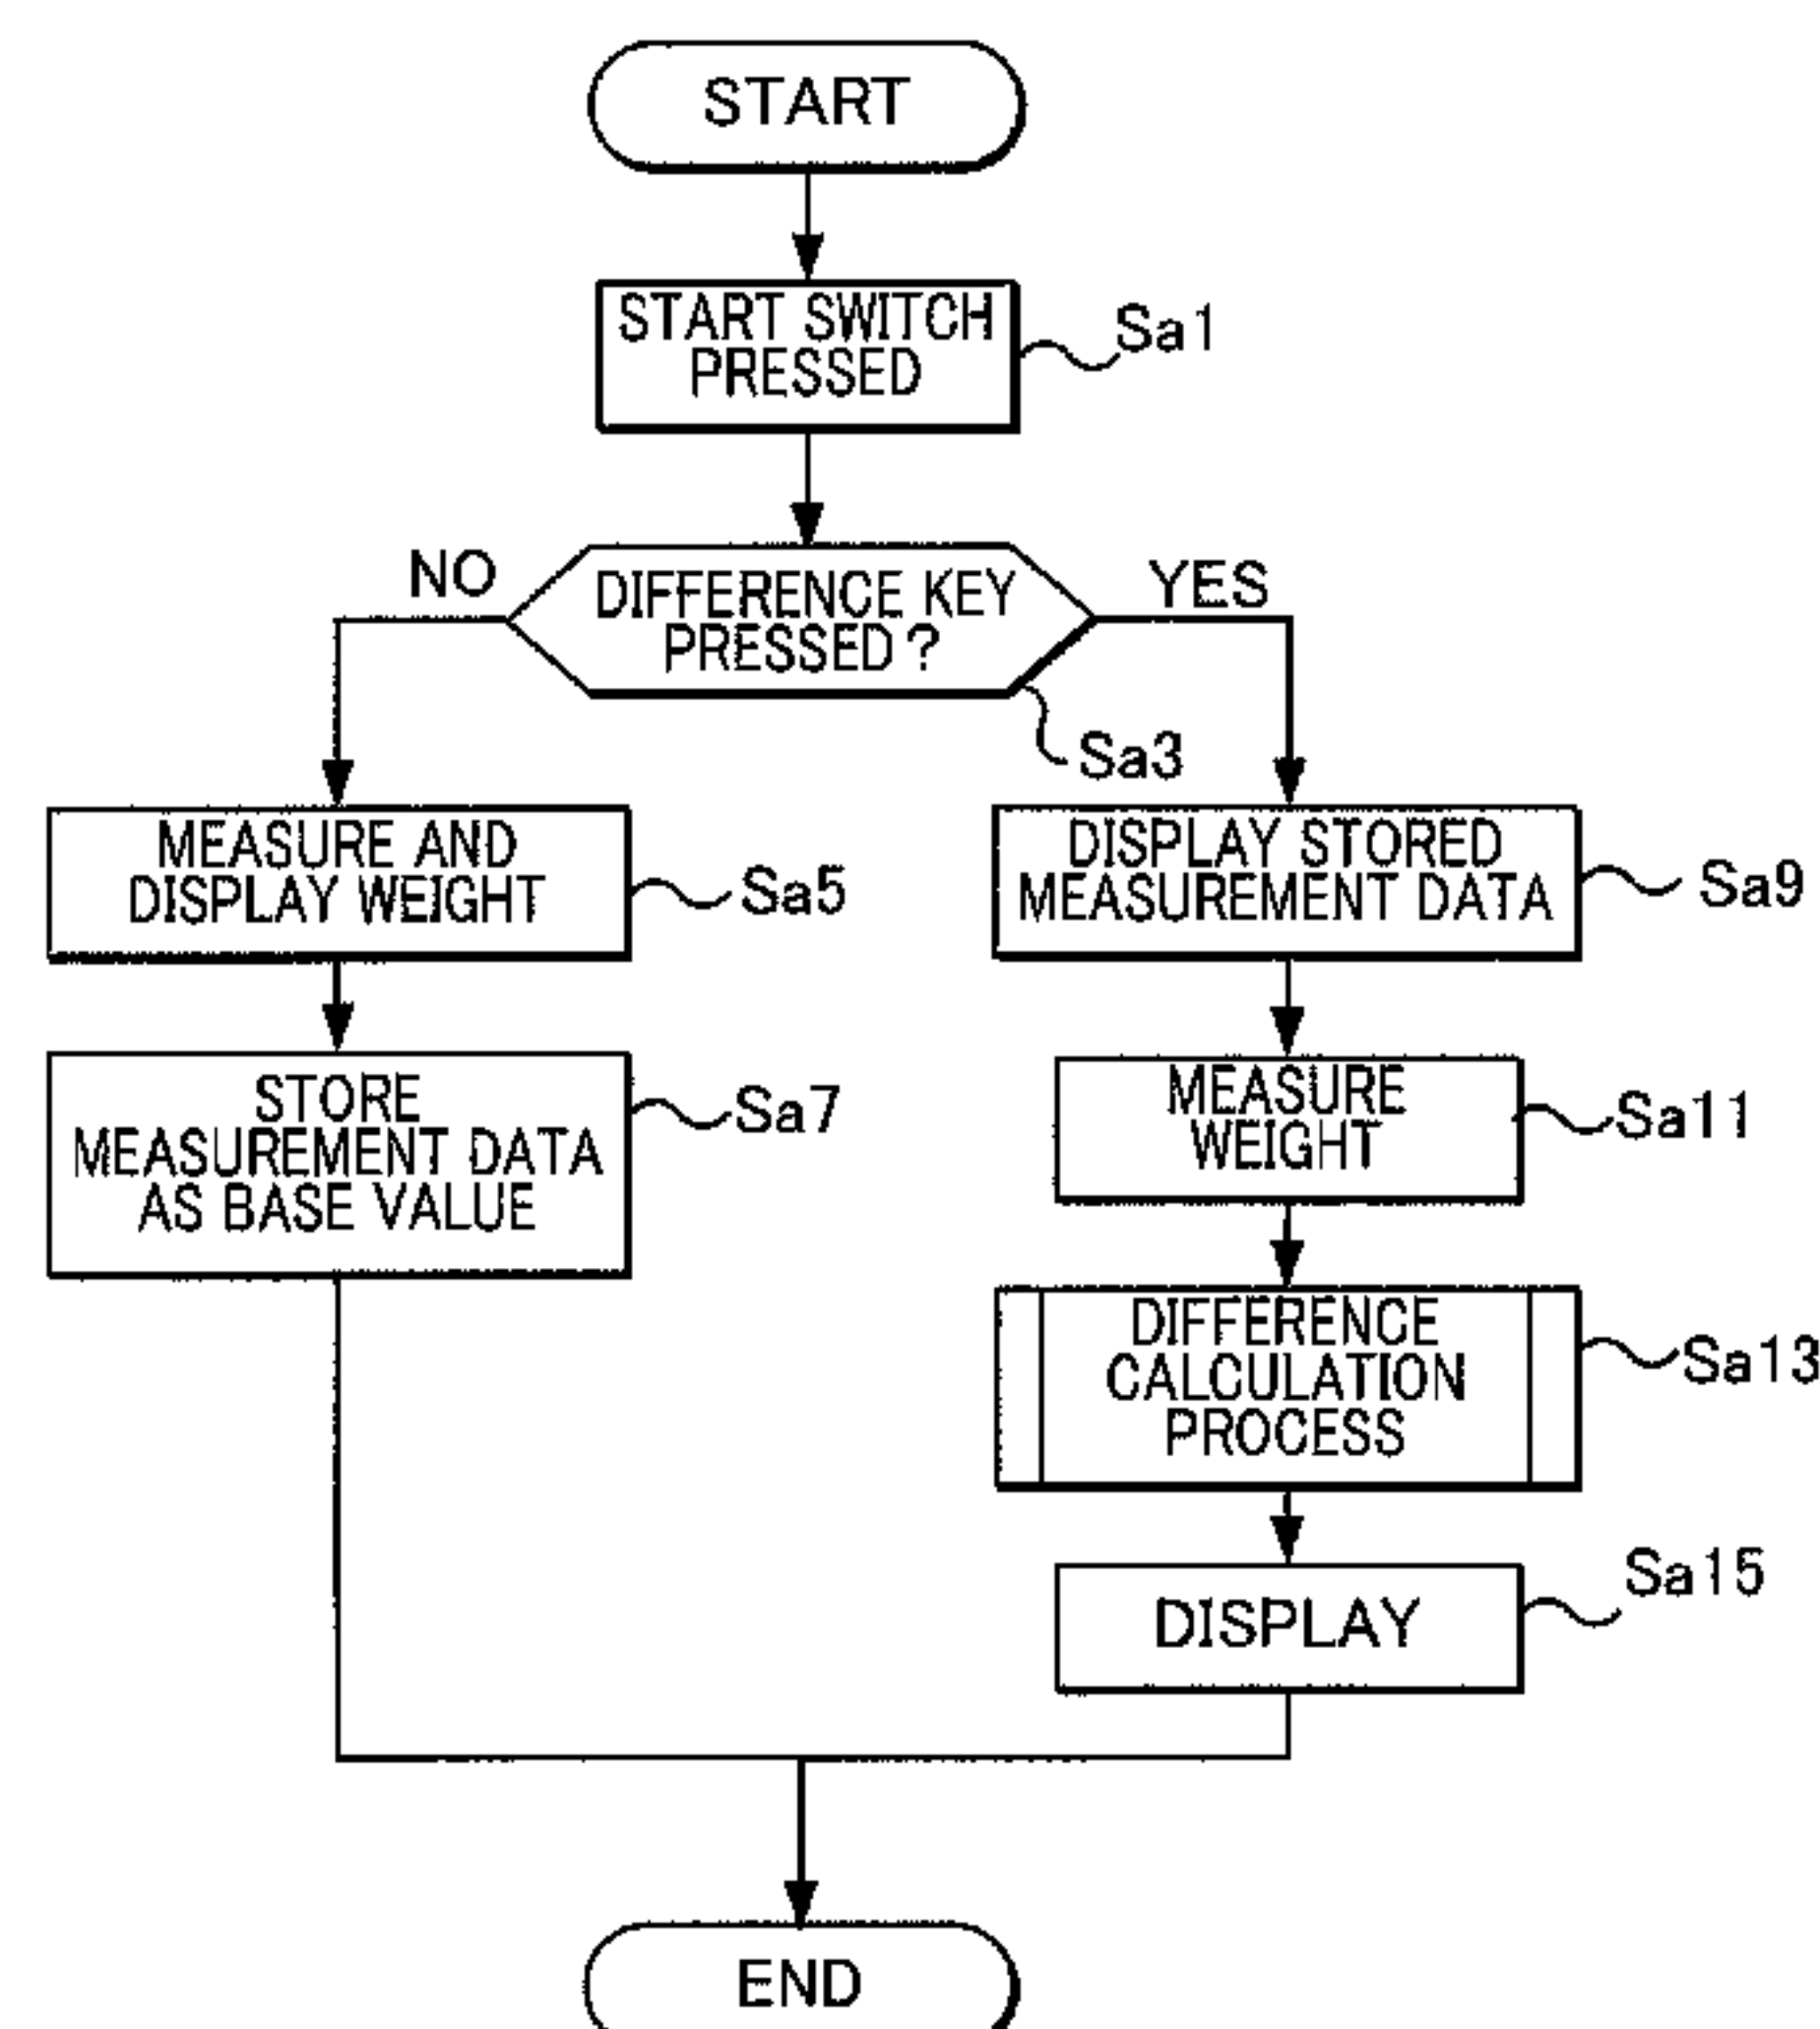 START
START SWITCH
PRESSED
Sa1
NO
DIFFERENCE KEY
PRESSED?
YES
Sa3
MEASURE AND
DISPLAY WEIGHT
Sa5
DISPLAY STORED
MEASUREMENT DATA
Sa9
STORE
MEASUREMENT DATA
AS BASE VALUE
Sa7
MEASURE
WEIGHT
Sa11
DIFFERENCE
CALCULATION
PROCESS
Sa13
DISPLAY
Sa15
END